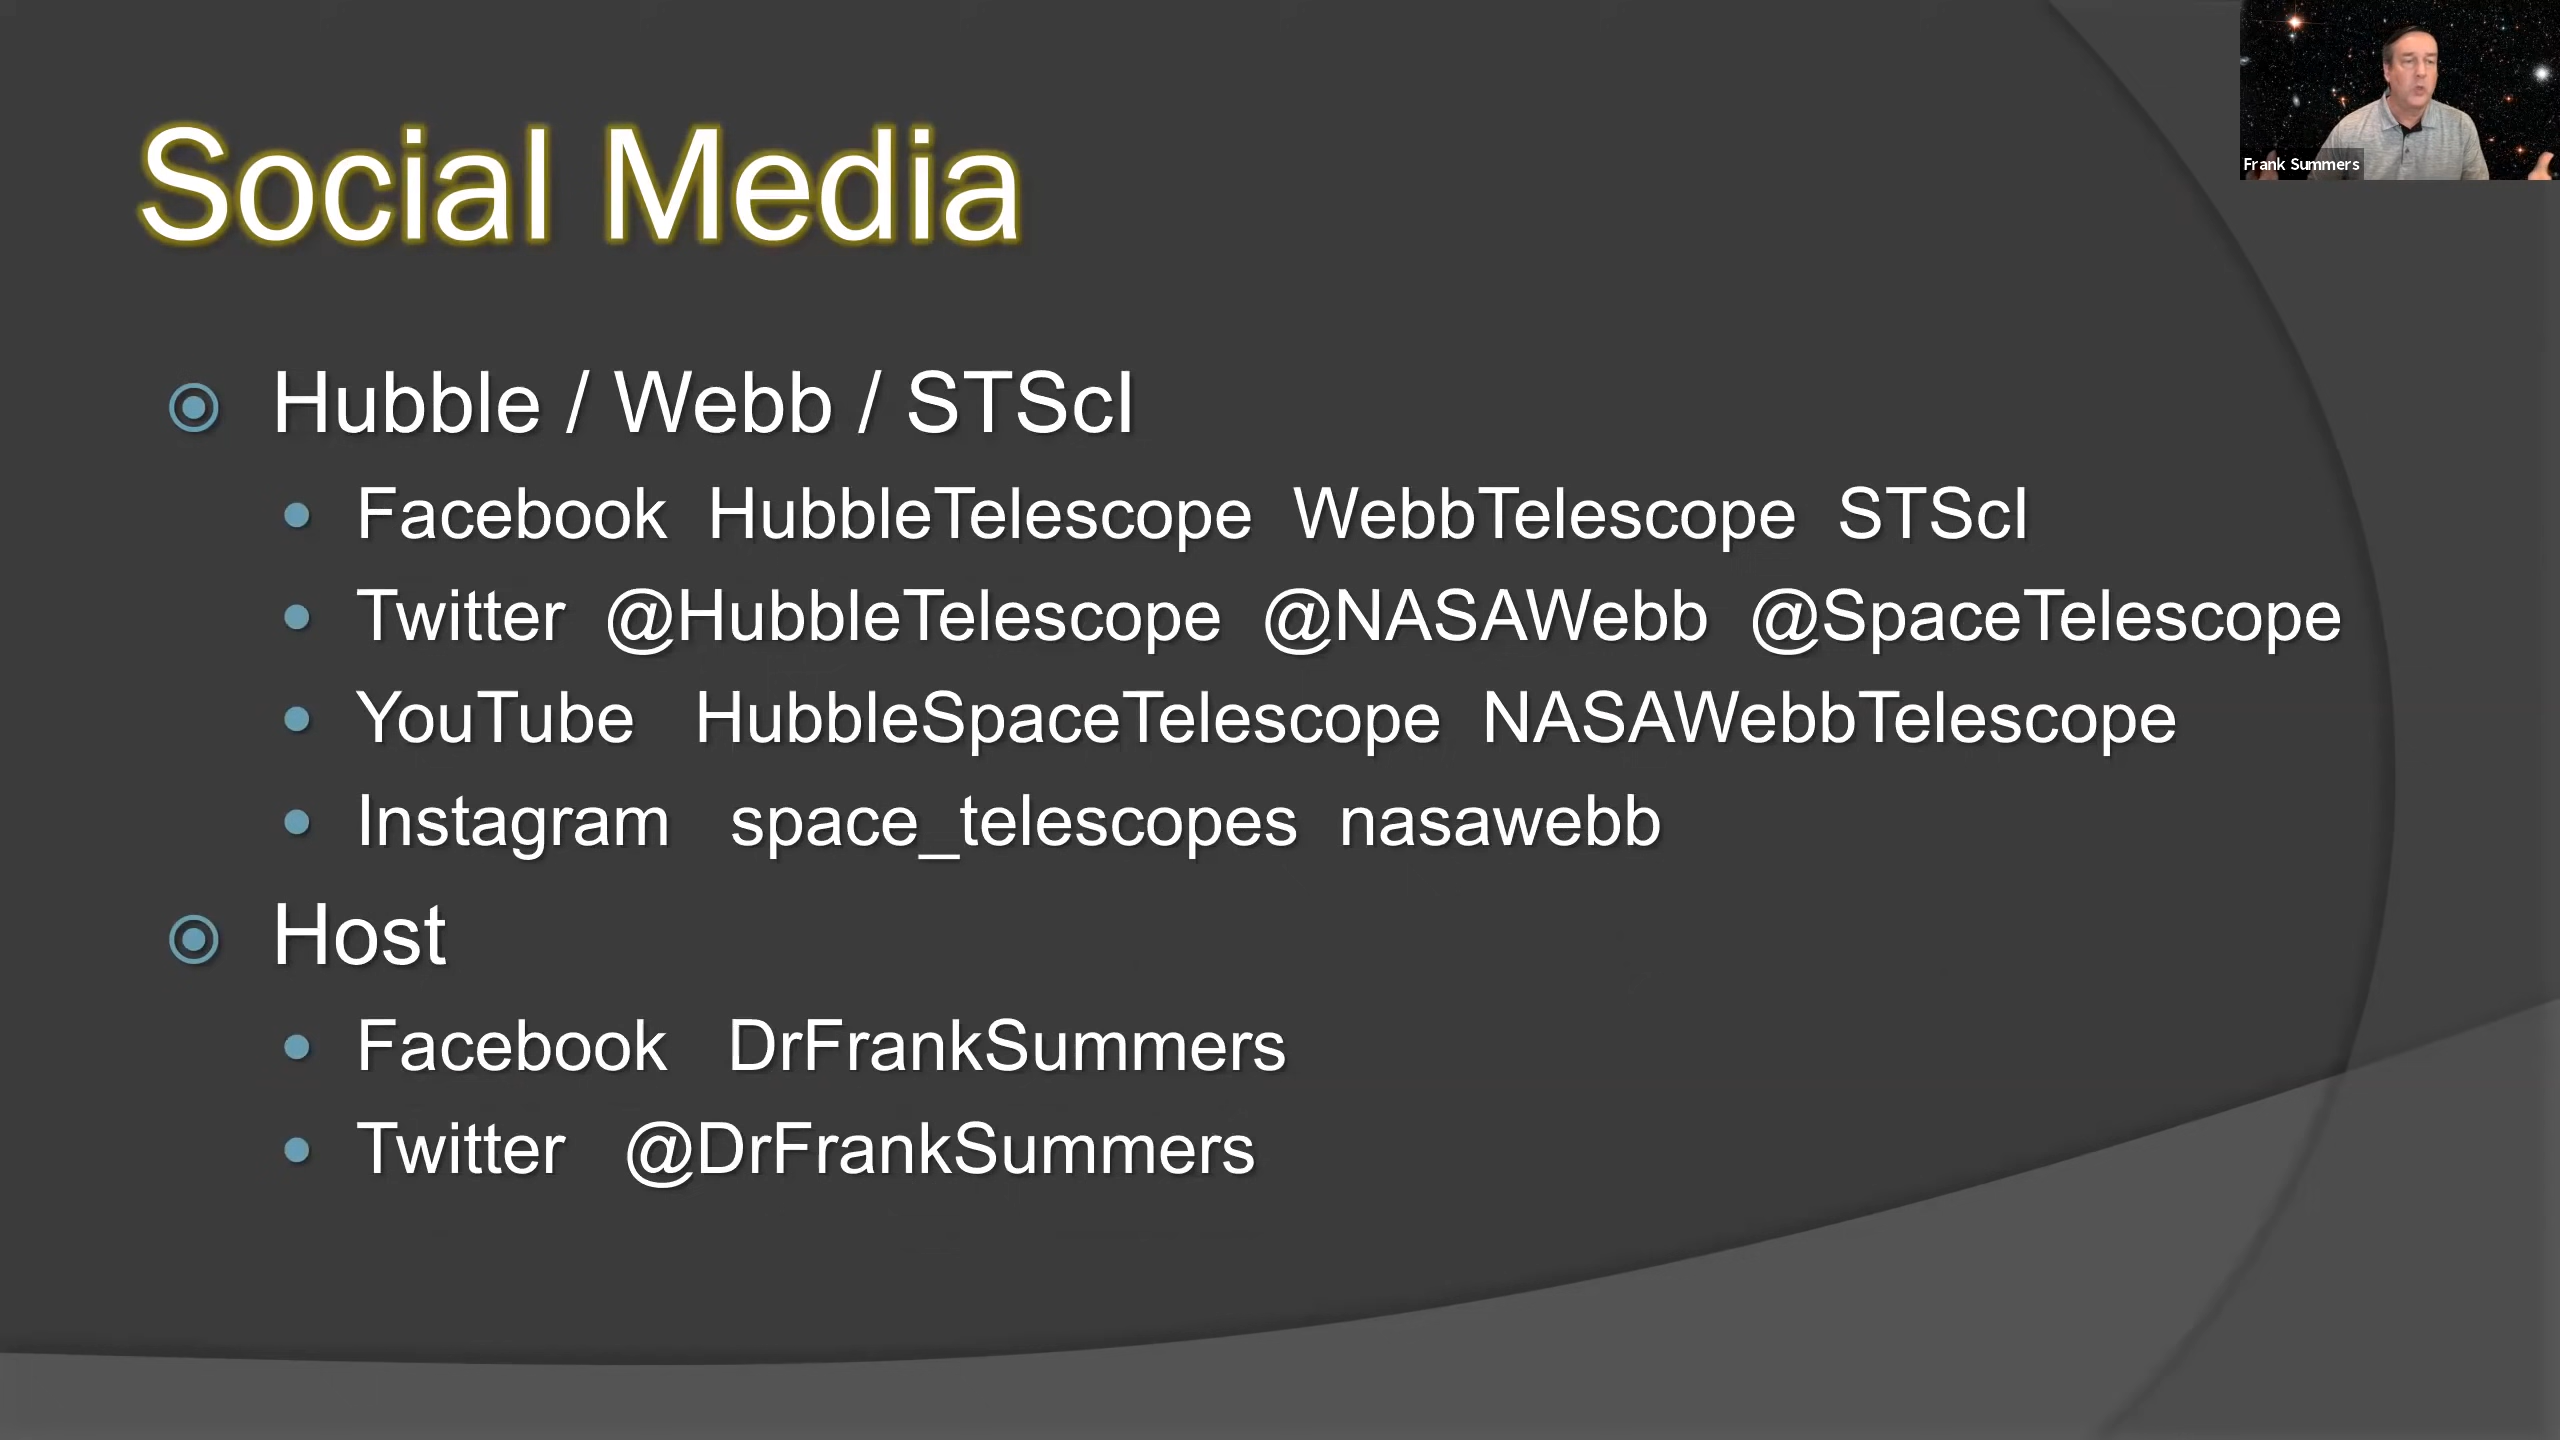 Social Media
Frank Summers
Hubble / Webb / STScI
Facebook HubbleTelescope WebbTelescope STScI
Twitter @HubbleTelescope @NASAWebb @SpaceTelescope
YouTube HubbleSpaceTelescope NASAWebbTelescope
Instagram space_telescopes nasawebb
Host
Facebook DrFrankSummers
Twitter @DrFrankSummers